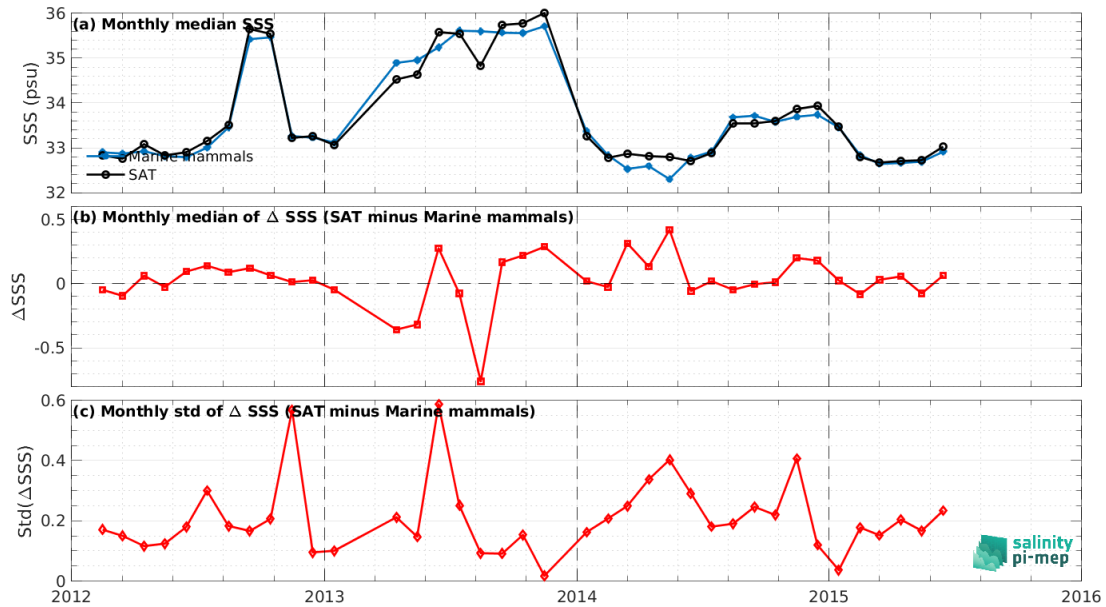 (a) Monthly median SSS
SSS (psu)
36
35
34
33
32
Marine mammals
SAT
(b) Monthly median of Δ SSS (SAT minus Marine mammals)
ΔSSS
0.5
0
-0.5
(c) Monthly std of Δ SSS (SAT minus Marine mammals)
Std(ΔSSS)
0.6
0.4
0.2
0
2012
2013
2014
2015
2016
salinity
pi-mep